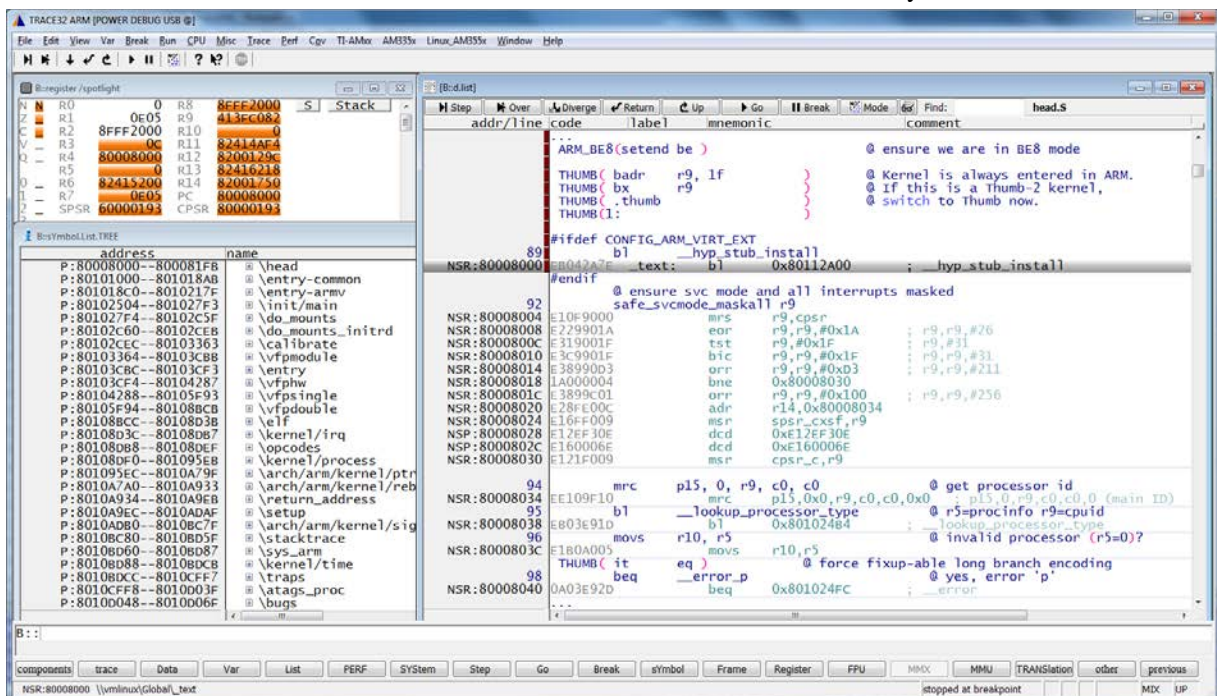 TRACE32 ARM [POWER DEBUG USB @]
File Edit View Var Break Run CPU Misc Trace Perf Cov TI-AMxx AM335x Linux_AM355x Window Help
B::register /spotlight
N N R0 0 R8 8FFF2000 S Stack
Z _ R1 0E05 R9 413FC082
C _ R2 8FFF2000 R10 0
V _ R3 0C R11 82414AF4
Q _ R4 80008000 R12 8200129C
R5 0 R13 82416218
0 _ R6 82415200 R14 82001750
1 _ R7 0E05 PC 80008000
2 _ SPSR 60000193 CPSR 80000193
B::sYmbol.List.TREE
address name
P:80008000--800081FB \head
P:80101000--801018AB \entry-common
P:801018C0--8010217F \entry-armv
P:80102504--801027F3 \init/main
P:801027F4--80102C5F \do_mounts
P:80102C60--80102CEB \do_mounts_initrd
P:80102CEC--80103363 \calibrate
P:80103364--80103CBB \vfpmodule
P:80103CBC--80103CF3 \entry
P:80103CF4--80104287 \vfphw
P:80104288--80105F93 \vfpsingle
P:80105F94--80108BCB \vfpdouble
P:80108BCC--80108D3B \elf
P:80108D3C--80108DB7 \kernel/irq
P:80108DB8--80108DEF \opcodes
P:80108DF0--801095EB \kernel/process
P:801095EC--8010A79F \arch/arm/kernel/ptr
P:8010A7A0--8010A933 \arch/arm/kernel/reb
P:8010A934--8010A9EB \return_address
P:8010A9EC--8010ADAF \setup
P:8010ADB0--8010BC7F \arch/arm/kernel/sig
P:8010BC80--8010BD5F \stacktrace
P:8010BD60--8010BD87 \sys_arm
P:8010BD88--8010BDCB \kernel/time
P:8010BDCC--8010CFF7 \traps
P:8010CFF8--8010D03F \atags_proc
P:8010D048--8010D06F \bugs
[B::d.list]
Step Over Diverge Return Up Go Break Mode Find: head.S
addr/line code label mnemonic comment
...
ARM_BE8(setend be ) @ ensure we are in BE8 mode
THUMB( badr r9, 1f ) @ Kernel is always entered in ARM.
THUMB( bx r9 ) @ If this is a Thumb-2 kernel,
THUMB( .thumb ) @ switch to Thumb now.
THUMB(1: )
#ifdef CONFIG_ARM_VIRT_EXT
89 bl __hyp_stub_install
NSR:80008000 EB042A7E _text: bl 0x80112A00 ; __hyp_stub_install
#endif
@ ensure svc mode and all interrupts masked
92 safe_svcmode_maskall r9
NSR:80008004 E10F9000 mrs r9,cpsr
NSR:80008008 E229901A eor r9,r9,#0x1A ; r9,r9,#26
NSR:8000800C E319001F tst r9,#0x1F ; r9,#31
NSR:80008010 E3C9901F bic r9,r9,#0x1F ; r9,r9,#31
NSR:80008014 E38990D3 orr r9,r9,#0xD3 ; r9,r9,#211
NSR:80008018 1A000004 bne 0x80008030
NSR:8000801C E3899C01 orr r9,r9,#0x100 ; r9,r9,#256
NSR:80008020 E28FE00C adr r14,0x80008034
NSR:80008024 E16FF009 msr spsr_cxsf,r9
NSP:80008028 E12EF30E dcd 0xE12EF30E
NSP:8000802C E160006E dcd 0xE160006E
NSR:80008030 E121F009 msr cpsr_c,r9
94 mrc p15, 0, r9, c0, c0 @ get processor id
NSR:80008034 EE109F10 mrc p15,0x0,r9,c0,c0,0x0 ; p15,0,r9,c0,c0,0 (main ID)
95 bl __lookup_processor_type @ r5=procinfo r9=cpuid
NSR:80008038 EB03E91D bl 0x801024B4 ; __lookup_processor_type
96 movs r10, r5 @ invalid processor (r5=0)?
NSR:8000803C E1B0A005 movs r10,r5
THUMB( it eq ) @ force fixup-able long branch encoding
98 beq __error_p @ yes, error 'p'
NSR:80008040 0A03E92D beq 0x801024FC ; __error
...
B::
components trace Data Var List PERF SYStem Step Go Break sYmbol Frame Register FPU MMX MMU TRANSlation other previous
NSR:80008000 \\vmlinux\Global\_text stopped at breakpoint MIX UP